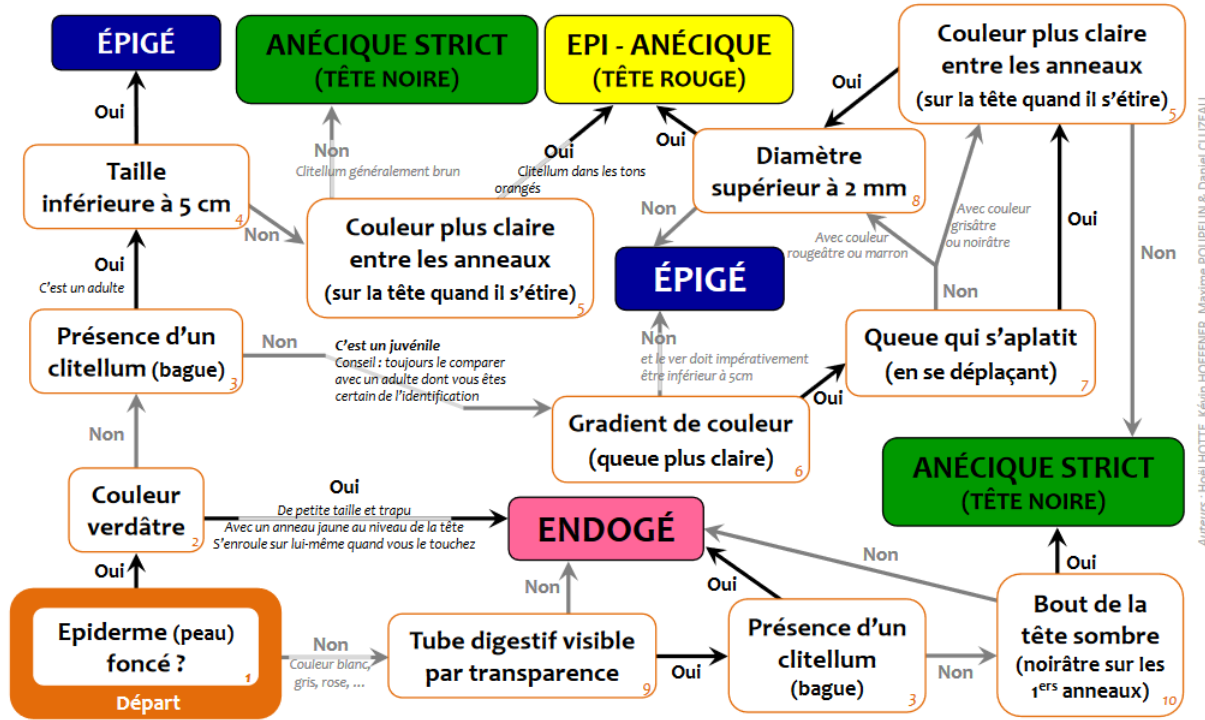 ÉPIGÉ
ANÉCIQUE STRICT
(TÊTE NOIRE)
EPI - ANÉCIQUE
(TÊTE ROUGE)
Couleur plus claire
entre les anneaux
(sur la tête quand il s'étire)
5
Oui
Oui
Oui
Non
Clitellum généralement brun
Oui
Clitellum dans les tons
orangés
Taille
inférieure à 5 cm
4
Diamètre
supérieur à 2 mm
8
Non
Non
Couleur plus claire
entre les anneaux
(sur la tête quand il s'étire)
5
Avec couleur
rougeâtre ou marron
Avec couleur
grisâtre
ou noirâtre
Oui
Non
Oui
C'est un adulte
ÉPIGÉ
Non
Présence d'un
clitellum (bague)
3
Non
C'est un juvénile
Conseil : toujours le comparer
avec un adulte dont vous êtes
certain de l'identification
Non
et le ver doit impérativement
être inférieur à 5cm
Queue qui s'aplatit
(en se déplaçant)
7
Oui
Gradient de couleur
(queue plus claire)
6
Non
ANÉCIQUE STRICT
(TÊTE NOIRE)
Couleur
verdâtre
2
Oui
De petite taille et trapu
Avec un anneau jaune au niveau de la tête
S'enroule sur lui-même quand vous le touchez
ENDOGÉ
Oui
Non
Oui
Non
Oui
Epiderme (peau)
foncé ?
1
Départ
Non
Couleur blanc,
gris, rose, ...
Tube digestif visible
par transparence
9
Oui
Présence d'un
clitellum
(bague)
3
Non
Bout de la
tête sombre
(noirâtre sur les
1ers anneaux)
10
Auteurs : Hoël HOTTE, Kévin HOEFFNER, Maxime POUPELIN & Daniel CLUZEAU